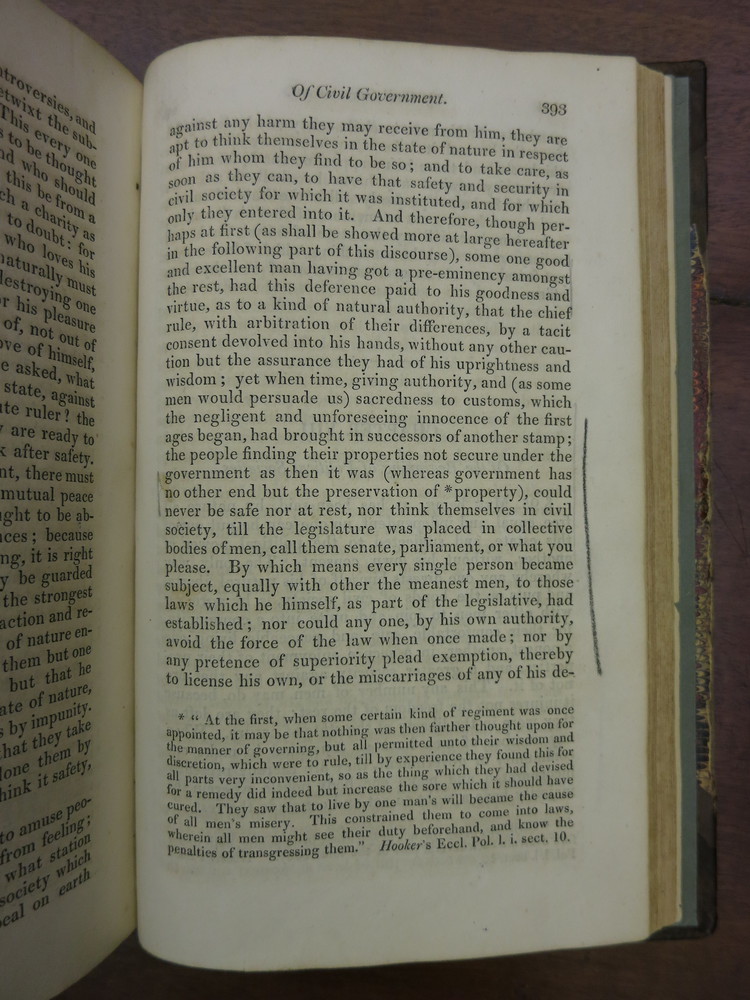 ntroversies, and
etwixt the sub-
This every one
s to be thought
nd who should
this be from a
ch a charity as
to doubt: for
who loves his
naturally must
destroying one
r his pleasure
of, not out of
ove of himself,
e asked, what
state, against
ute ruler? the
y are ready to
k after safety.
nt, there must
mutual peace
ught to be ab-
nces; because
ng, it is right
y be guarded
the strongest
action and re-
of nature en-
them but one
but that he
ate of nature,
s by impunity.
hat they take
done them by
hink it safety,
to amuse peo-
from feeling;
what station
society which
ocal on earth
Of Civil Government. 393
against any harm they may receive from him, they are
apt to think themselves in the state of nature in respect
of him whom they find to be so; and to take care, as
soon as they can, to have that safety and security in
civil society for which it was instituted, and for which
only they entered into it. And therefore, though per-
haps at first (as shall be showed more at large hereafter
in the following part of this discourse), some one good
and excellent man having got a pre-eminency amongst
the rest, had this deference paid to his goodness and
virtue, as to a kind of natural authority, that the chief
rule, with arbitration of their differences, by a tacit
consent devolved into his hands, without any other cau-
tion but the assurance they had of his uprightness and
wisdom; yet when time, giving authority, and (as some
men would persuade us) sacredness to customs, which
the negligent and unforeseeing innocence of the first
ages began, had brought in successors of another stamp;
the people finding their properties not secure under the
government as then it was (whereas government has
no other end but the preservation of *property), could
never be safe nor at rest, nor think themselves in civil
society, till the legislature was placed in collective
bodies of men, call them senate, parliament, or what you
please. By which means every single person became
subject, equally with other the meanest men, to those
laws which he himself, as part of the legislative, had
established; nor could any one, by his own authority,
avoid the force of the law when once made; nor by
any pretence of superiority plead exemption, thereby
to license his own, or the miscarriages of any of his de-
* “ At the first, when some certain kind of regiment was once
appointed, it may be that nothing was then farther thought upon for
the manner of governing, but all permitted unto their wisdom and
discretion, which were to rule, till by experience they found this for
all parts very inconvenient, so as the thing which they had devised
for a remedy did indeed but increase the sore which it should have
cured. They saw that to live by one man's will became the cause
of all men's misery. This constrained them to come into laws,
wherein all men might see their duty beforehand, and know the
penalties of transgressing them.” Hooker's Eccl. Pol. l. i. sect. 10.